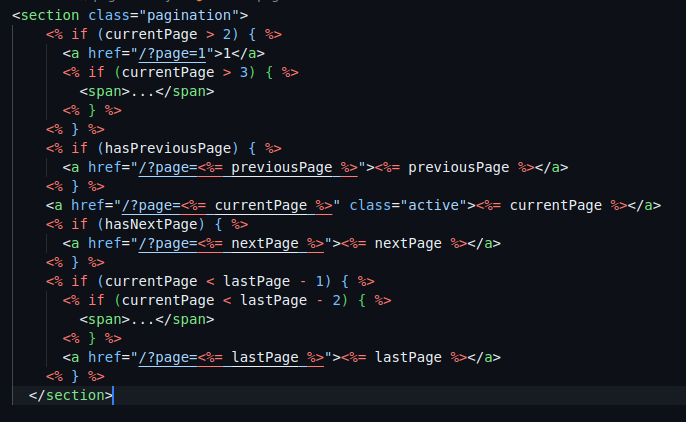 <section class="pagination">
<% if (currentPage > 2) { %>
<a href="/?page=1">1</a>
<% if (currentPage > 3) { %>
<span>...</span>
<% } %>
<% } %>
<% if (hasPreviousPage) { %>
<a href="/?page=<%= previousPage %>"><%= previousPage %></a>
<% } %>
<a href="/?page=<%= currentPage %>" class="active"><%= currentPage %></a>
<% if (hasNextPage) { %>
<a href="/?page=<%= nextPage %>"><%= nextPage %></a>
<% } %>
<% if (currentPage < lastPage - 1) { %>
<% if (currentPage < lastPage - 2) { %>
<span>...</span>
<% } %>
<a href="/?page=<%= lastPage %>"><%= lastPage %></a>
<% } %>
</section>